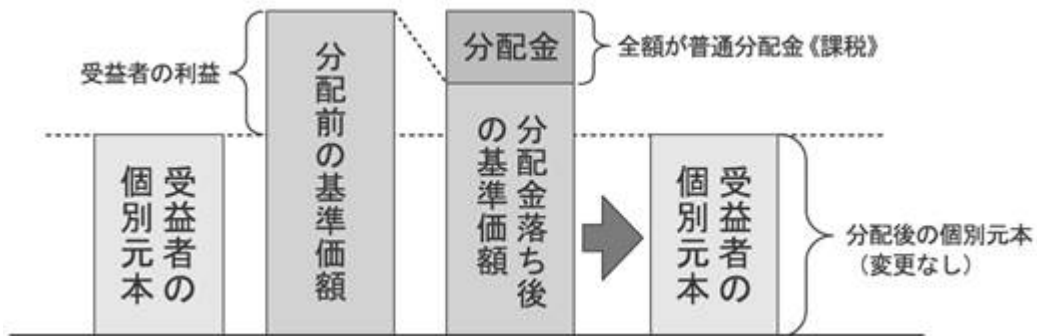 受益者の利益
受益者の
個別元本
分配前の基準価額
分配金
全額が普通分配金《課税》
分配金落ち後
の基準価額
受益者の
個別元本
分配後の個別元本
（変更なし）